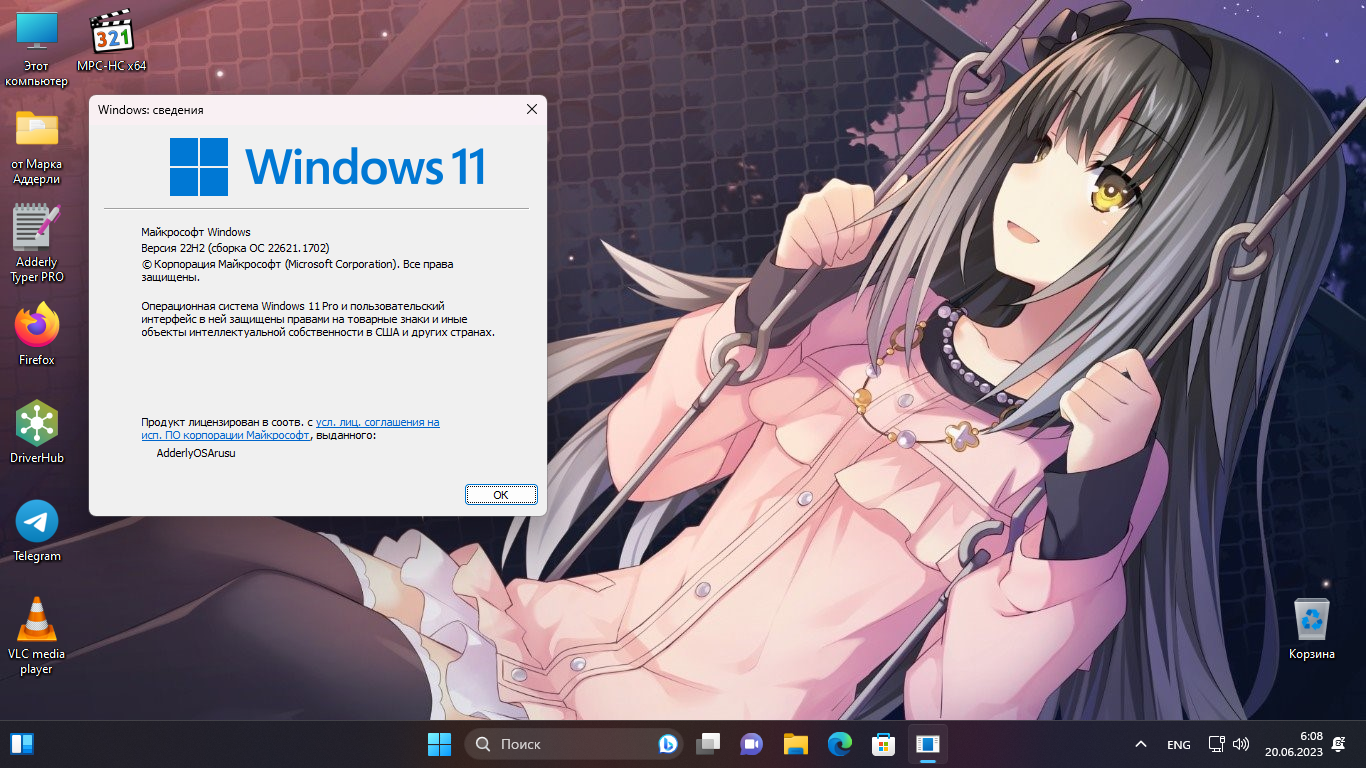 Этот
компьютер
MPC-HC x64
от Марка
Аддерли
Adderly
Typer PRO
Firefox
DriverHub
Telegram
VLC media
player
Windows: сведения
Windows 11
Майкрософт Windows
Версия 22H2 (сборка ОС 22621.1702)
© Корпорация Майкрософт (Microsoft Corporation). Все права
защищены.
Операционная система Windows 11 Pro и пользовательский
интерфейс в ней защищены правами на товарные знаки и иные
объекты интеллектуальной собственности в США и других странах.
Продукт лицензирован в соотв. с усл. лиц. соглашения на
исп. ПО корпорации Майкрософт, выданного:
AdderlyOSArusu
OK
Корзина
Поиск
ENG
6:08
20.06.2023